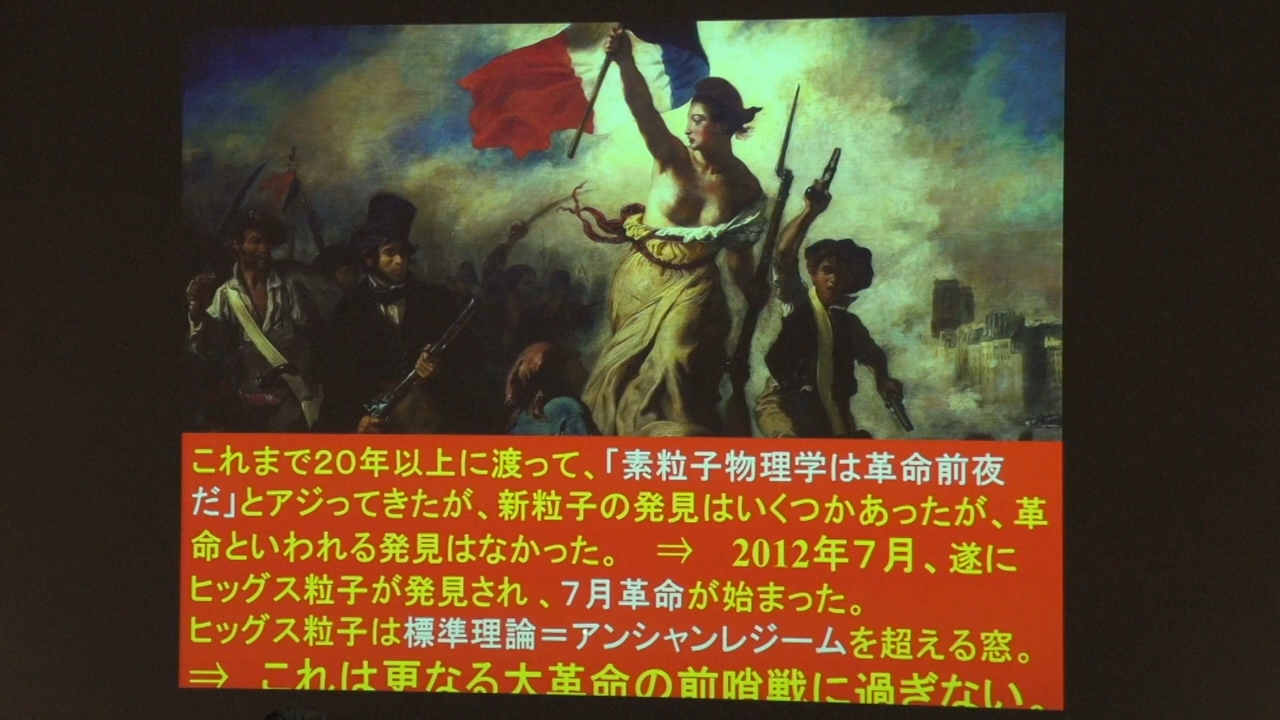 これまで20年以上に渡って、「素粒子物理学は革命前夜
だ」とアジってきたが、新粒子の発見はいくつかあったが、革
命といわれる発見はなかった。 ⇒ 2012年７月、遂に
ヒッグス粒子が発見され 、７月革命が始まった。
ヒッグス粒子は標準理論＝アンシャンレジームを超える窓。
⇒ これは更なる大革命の前哨戦に過ぎない。